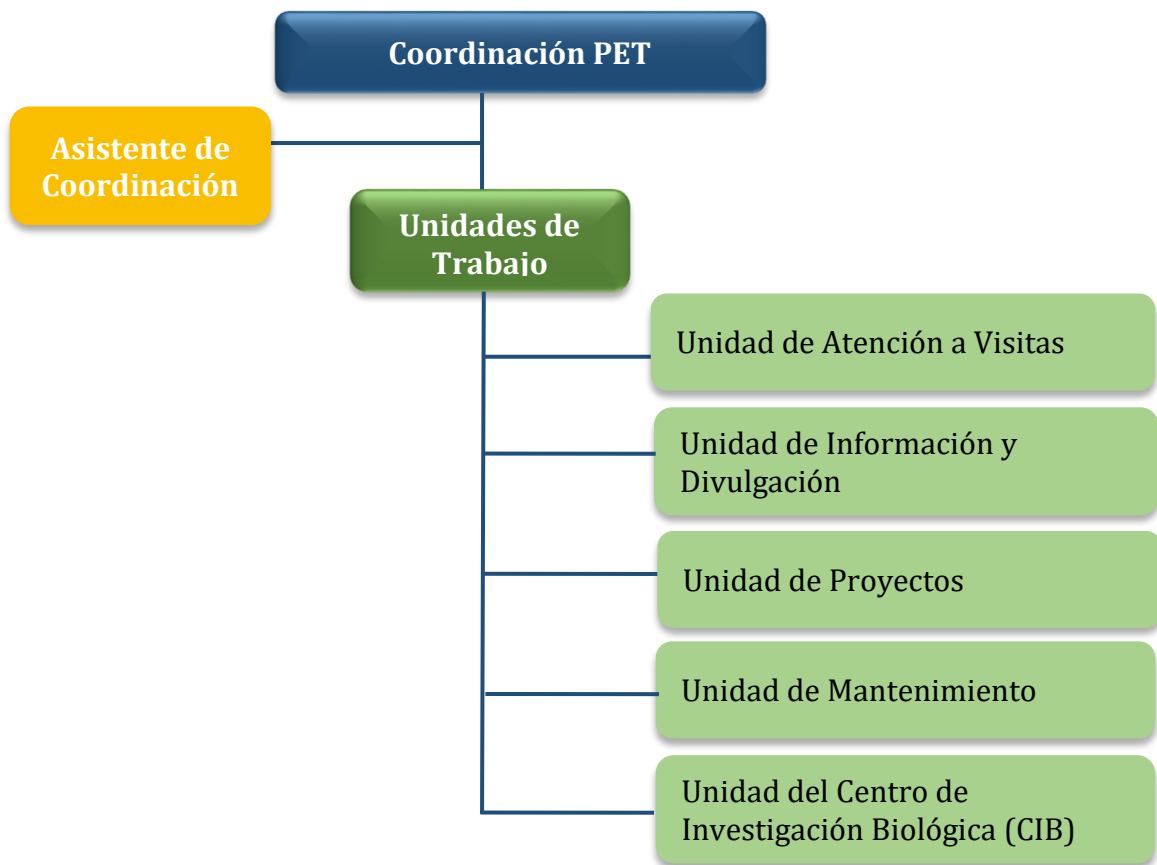 Coordinación PET
Asistente de
Coordinación
Unidades de
Trabajo
Unidad de Atención a Visitas
Unidad de Información y
Divulgación
Unidad de Proyectos
Unidad de Mantenimiento
Unidad del Centro de
Investigación Biológica (CIB)